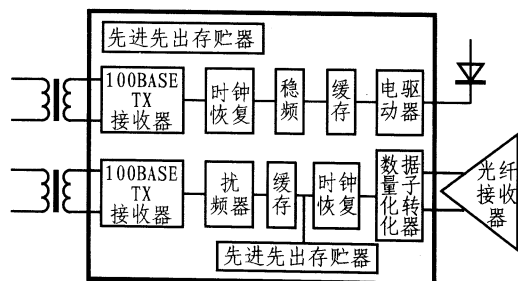 先进先出存贮器
100BASE
TX
接收器
时钟
恢复
稳频
缓存
电驱
动器
100BASE
TX
接收器
扰
频器
缓存
时钟
恢复
数据
量子
化转
化器
光纤
接收
器
先进先出存贮器